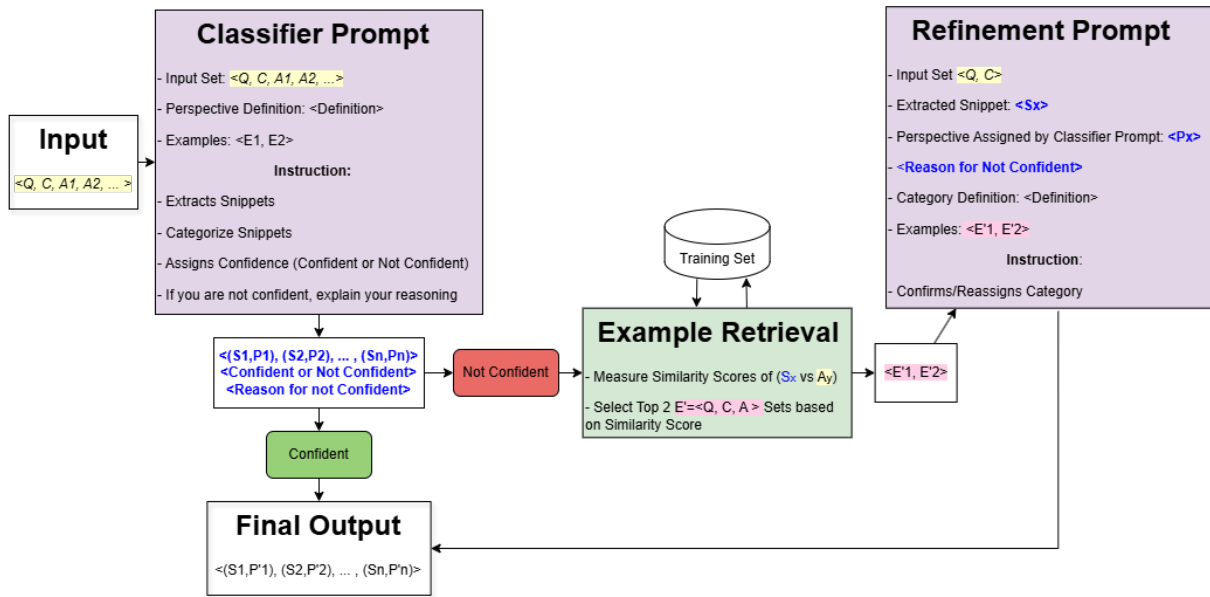 Input
<Q, C, A1, A2, ... >
Classifier Prompt
- Input Set: <Q, C, A1, A2, ...>
- Perspective Definition: <Definition>
- Examples: <E1, E2>
Instruction:
- Extracts Snippets
- Categorize Snippets
- Assigns Confidence (Confident or Not Confident)
- If you are not confident, explain your reasoning
<(S1,P1), (S2,P2), ... , (Sn,Pn)>
<Confident or Not Confident>
<Reason for not Confident>
Not Confident
Confident
Final Output
<(S1,P'1), (S2,P'2), ... , (Sn,P'n)>
Training Set
Example Retrieval
- Measure Similarity Scores of (Sx vs Ay)
- Select Top 2 E'=<Q, C, A > Sets based
on Similarity Score
<E'1, E'2>
Refinement Prompt
- Input Set <Q, C>
- Extracted Snippet: <Sx>
- Perspective Assigned by Classifier Prompt: <Px>
- <Reason for Not Confident>
- Category Definition: <Definition>
- Examples: <E'1, E'2>
Instruction:
- Confirms/Reassigns Category